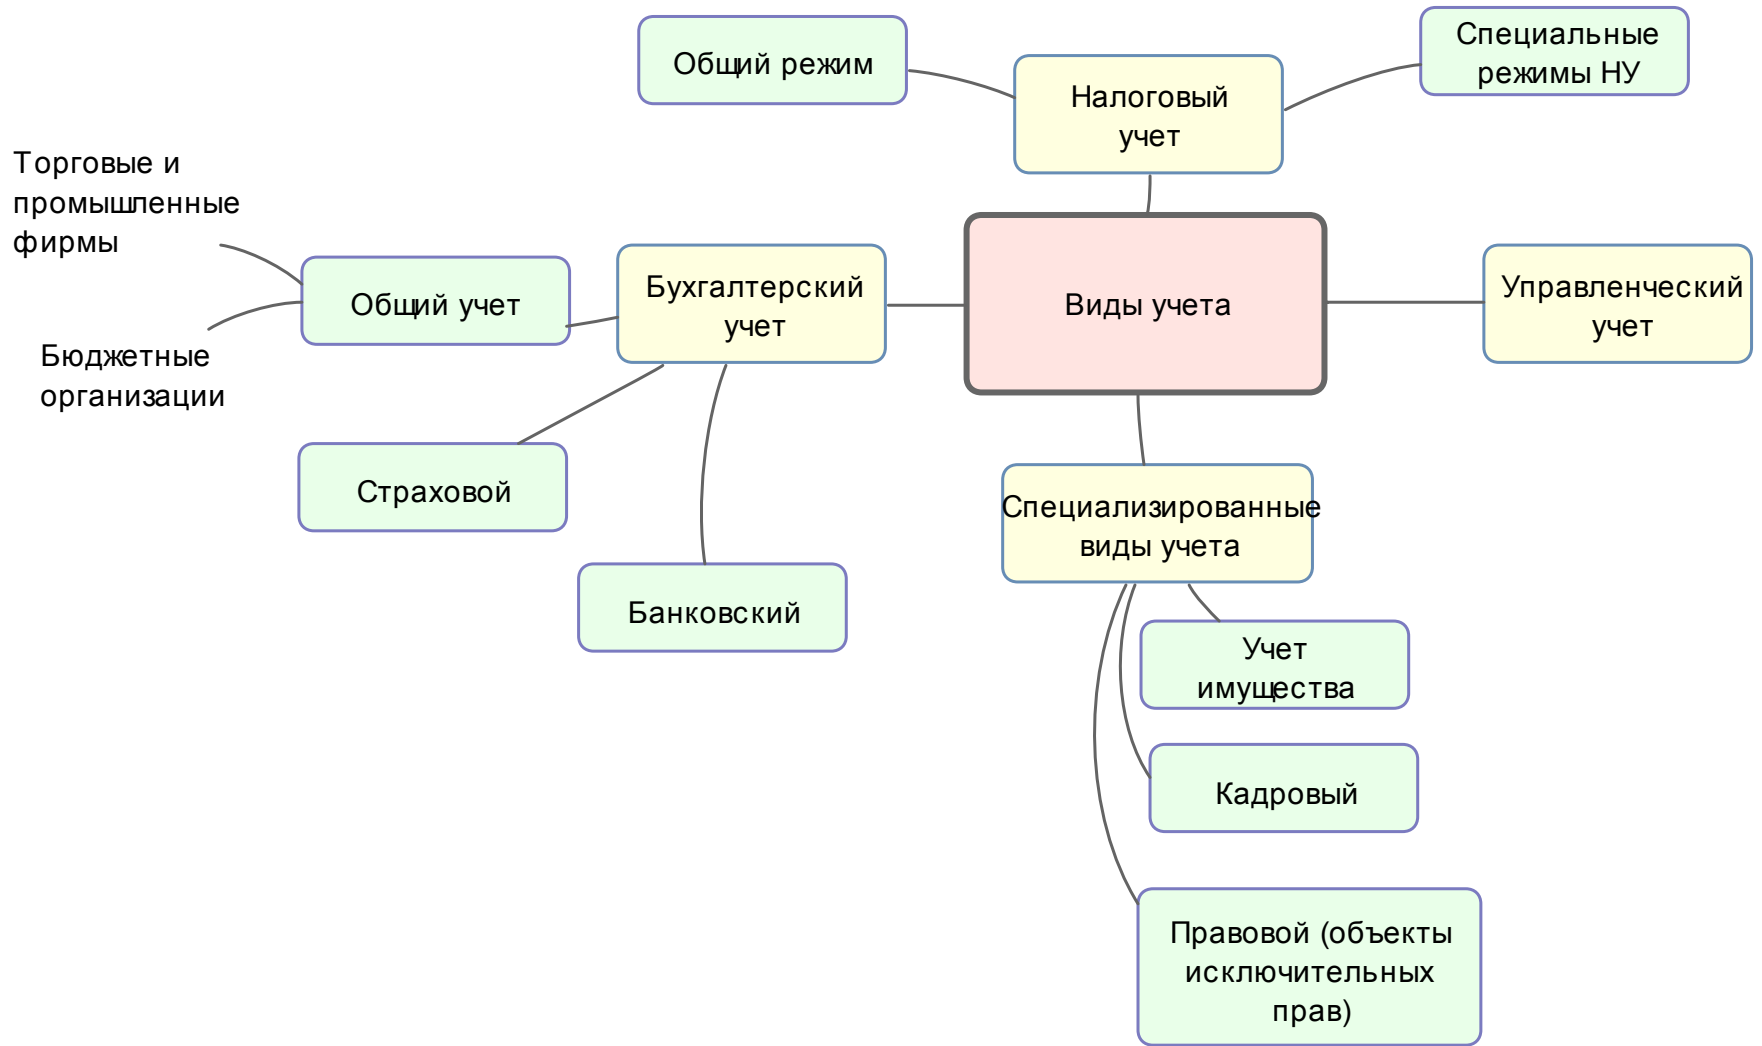 Общий режим
Специальные
режимы НУ
Налоговый
учет
Торговые и
промышленные
фирмы
Общий учет
Бухгалтерский
учет
Виды учета
Управленческий
учет
Бюджетные
организации
Страховой
Специализированные
виды учета
Банковский
Учет
имущества
Кадровый
Правовой (объекты
исключительных
прав)